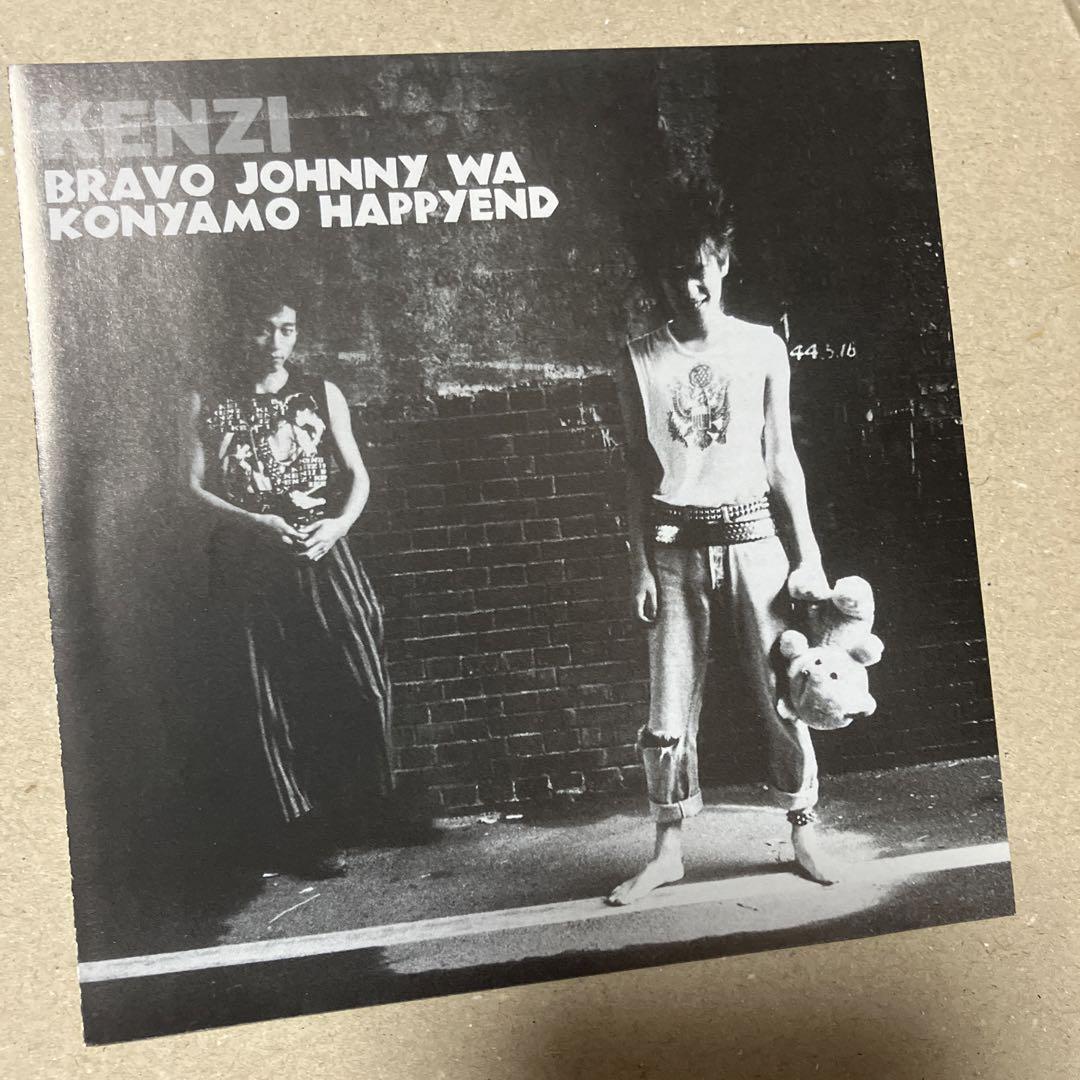 KENZI
BRAVO JOHNNY WA
KONYAMO HAPPYEND
44.5.16